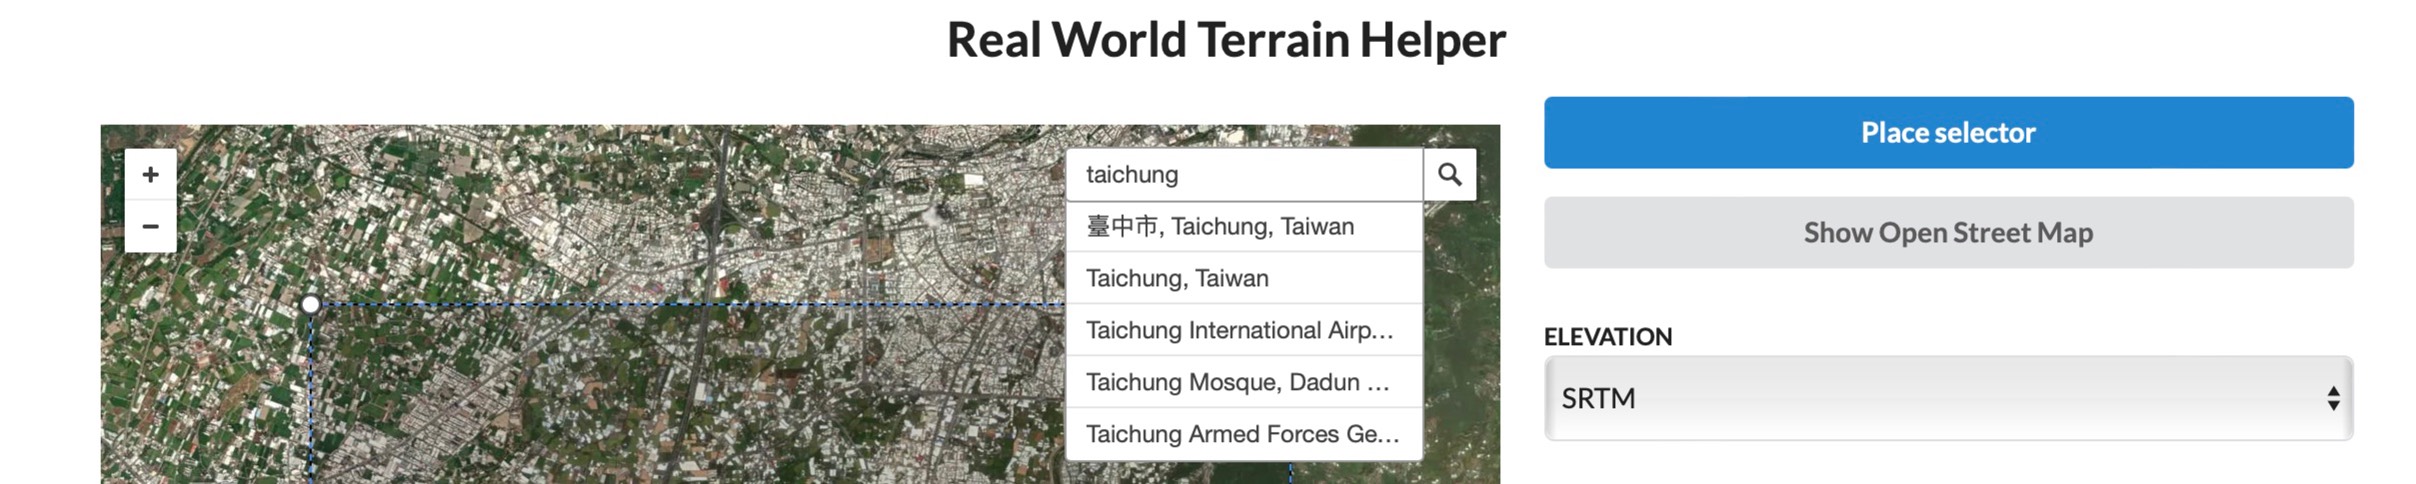 Real World Terrain Helper
+
−
taichung
臺中市, Taichung, Taiwan
Taichung, Taiwan
Taichung International Airp...
Taichung Mosque, Dadun ...
Taichung Armed Forces Ge...
Place selector
Show Open Street Map
ELEVATION
SRTM